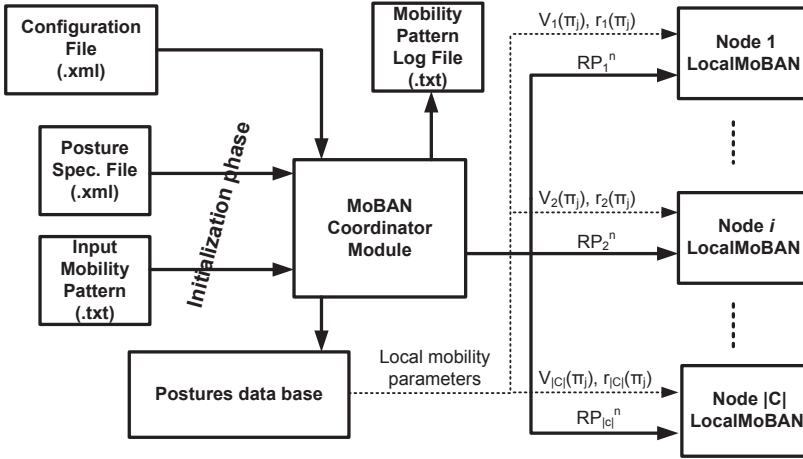 Configuration
File
(.xml)
Mobility
Pattern
Log File
(.txt)
V₁(πⱼ), r₁(πⱼ)
RP₁ⁿ
Node 1
LocalMoBAN
Posture
Spec. File
(.xml)
Initialization phase
MoBAN
Coordinator
Module
Input
Mobility
Pattern
(.txt)
V₂(πⱼ), r₂(πⱼ)
RP₂ⁿ
Node i
LocalMoBAN
Postures data base
Local mobility
parameters
V|C|(πⱼ), r|C|(πⱼ)
RP|c|ⁿ
Node |C|
LocalMoBAN